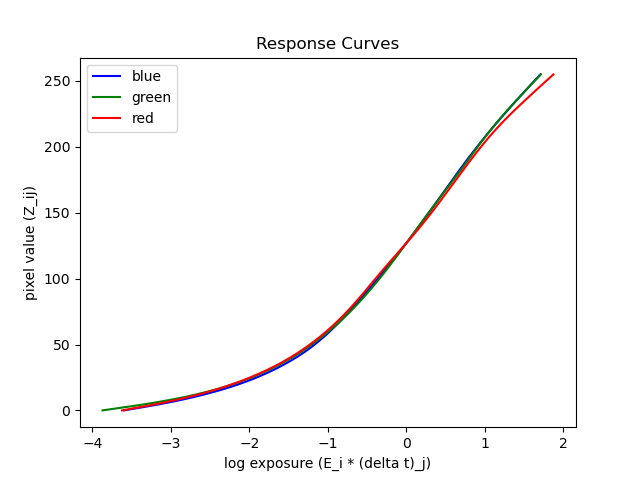 Response Curves
blue
green
red
250
200
150
100
50
0
pixel value (Z_ij)
−4 −3 −2 −1 0 1 2
log exposure (E_i * (delta t)_j)